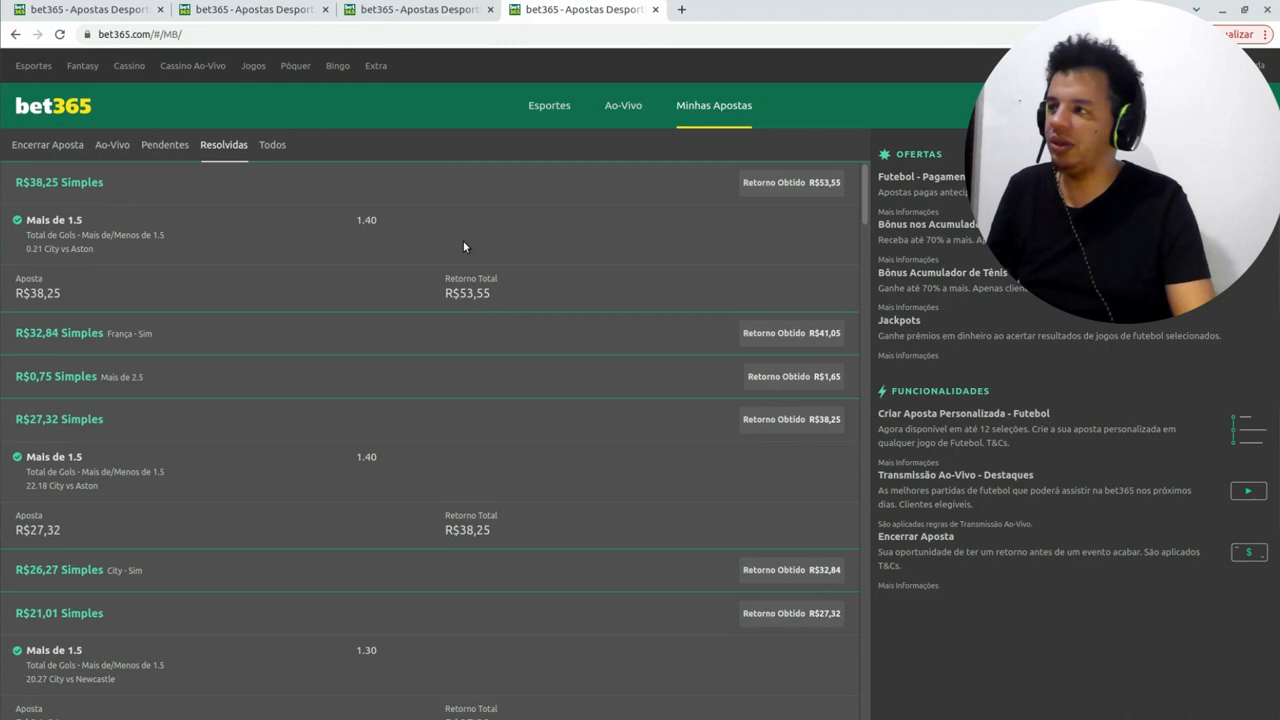 bet365 - Apostas Desport
bet365 - Apostas Desport
bet365 - Apostas Desport
bet365 - Apostas Desport
bet365.com/#/MB/
ualizar
Esportes Fantasy Cassino Cassino Ao-Vivo Jogos Pôquer Bingo Extra
bet365
Esportes Ao-Vivo Minhas Apostas
Encerrar Aposta Ao-Vivo Pendentes Resolvidas Todos
R$38,25 Simples
Retorno Obtido R$53,55
Mais de 1.5 1.40
Total de Gols - Mais de/Menos de 1.5
0.21 City vs Aston
Aposta Retorno Total
R$38,25 R$53,55
R$32,84 Simples França - Sim
Retorno Obtido R$41,05
R$0,75 Simples Mais de 2.5
Retorno Obtido R$1,65
R$27,32 Simples
Retorno Obtido R$38,25
Mais de 1.5 1.40
Total de Gols - Mais de/Menos de 1.5
22.18 City vs Aston
Aposta Retorno Total
R$27,32 R$38,25
R$26,27 Simples City - Sim
Retorno Obtido R$32,84
R$21,01 Simples
Retorno Obtido R$27,32
Mais de 1.5 1.30
Total de Gols - Mais de/Menos de 1.5
20.27 City vs Newcastle
Aposta Retorno Total
OFERTAS
Futebol - Pagamen
Apostas pagas antecip
Mais Informações
Bônus nos Acumulad
Receba até 70% a mais. Ap
Mais Informações
Bônus Acumulador de Tênis
Ganhe até 70% a mais. Apenas clien
Mais Informações
Jackpots
Ganhe prêmios em dinheiro ao acertar resultados de jogos de futebol selecionados.
Mais Informações
FUNCIONALIDADES
Criar Aposta Personalizada - Futebol
Agora disponível em até 12 seleções. Crie a sua aposta personalizada em
qualquer jogo de Futebol. T&Cs.
Mais Informações
Transmissão Ao-Vivo - Destaques
As melhores partidas de futebol que poderá assistir na bet365 nos próximos
dias. Clientes elegíveis.
São aplicadas regras de Transmissão Ao-Vivo.
Encerrar Aposta
Sua oportunidade de ter um retorno antes de um evento acabar. São aplicados
T&Cs.
Mais Informações